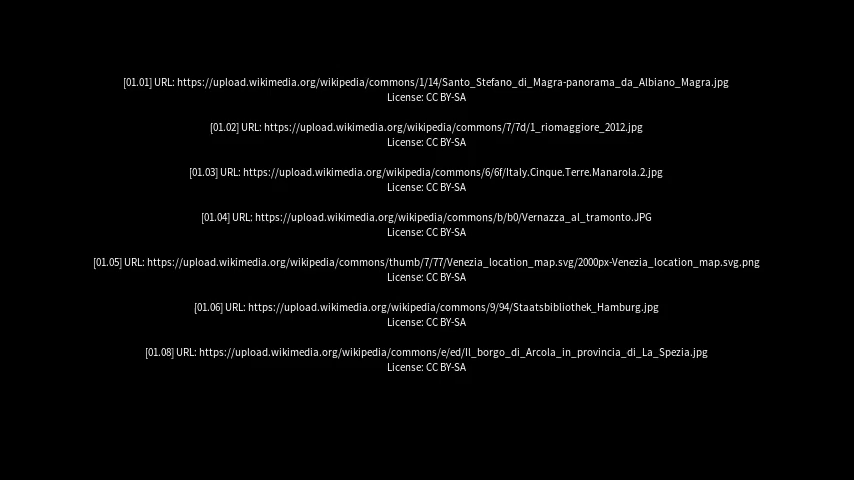 [01.01] URL: https://upload.wikimedia.org/wikipedia/commons/1/14/Santo_Stefano_di_Magra-panorama_da_Albiano_Magra.jpg
License: CC BY-SA
[01.02] URL: https://upload.wikimedia.org/wikipedia/commons/7/7d/1_riomaggiore_2012.jpg
License: CC BY-SA
[01.03] URL: https://upload.wikimedia.org/wikipedia/commons/6/6f/Italy.Cinque.Terre.Manarola.2.jpg
License: CC BY-SA
[01.04] URL: https://upload.wikimedia.org/wikipedia/commons/b/b0/Vernazza_al_tramonto.JPG
License: CC BY-SA
[01.05] URL: https://upload.wikimedia.org/wikipedia/commons/thumb/7/77/Venezia_location_map.svg/2000px-Venezia_location_map.svg.png
License: CC BY-SA
[01.06] URL: https://upload.wikimedia.org/wikipedia/commons/9/94/Staatsbibliothek_Hamburg.jpg
License: CC BY-SA
[01.08] URL: https://upload.wikimedia.org/wikipedia/commons/e/ed/Il_borgo_di_Arcola_in_provincia_di_La_Spezia.jpg
License: CC BY-SA